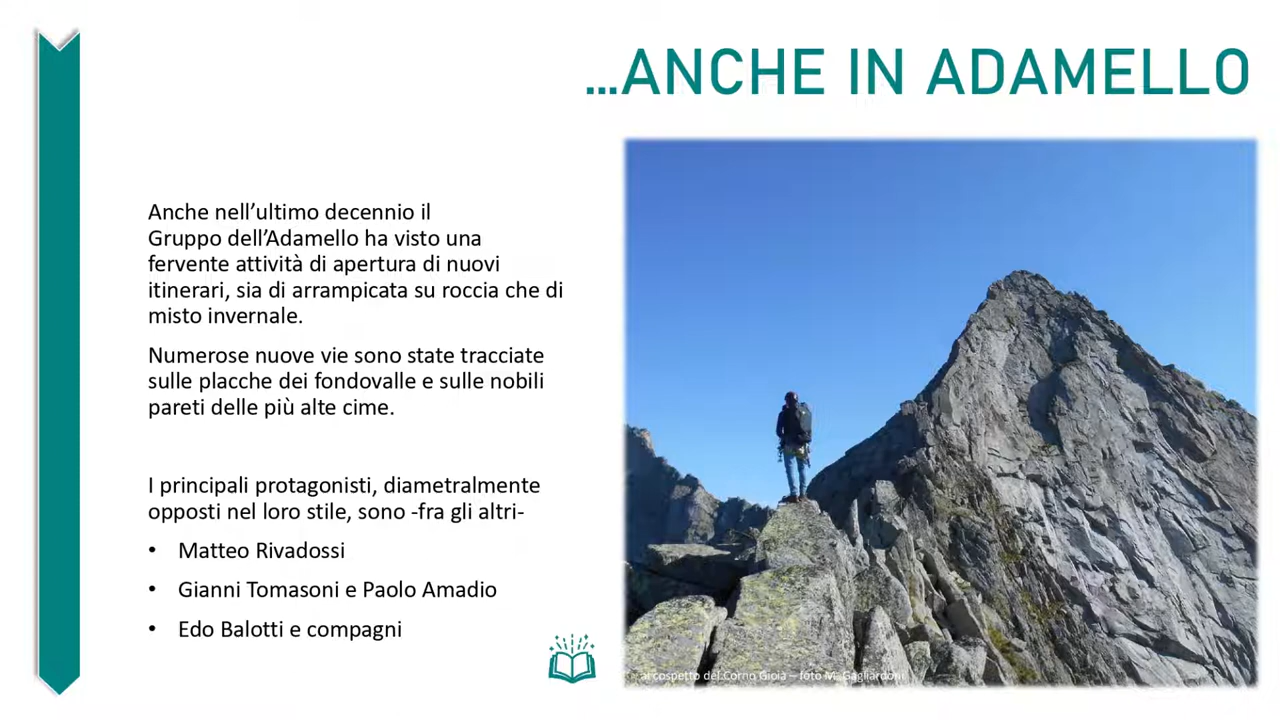 ...ANCHE IN ADAMELLO
Anche nell’ultimo decennio il
Gruppo dell’Adamello ha visto una
fervente attività di apertura di nuovi
itinerari, sia di arrampicata su roccia che di
misto invernale.
Numerose nuove vie sono state tracciate
sulle placche dei fondovalle e sulle nobili
pareti delle più alte cime.
I principali protagonisti, diametralmente
opposti nel loro stile, sono -fra gli altri-
• Matteo Rivadossi
• Gianni Tomasoni e Paolo Amadio
• Edo Balotti e compagni
al cospetto del Corno Gioià – foto M. Gagliardoni